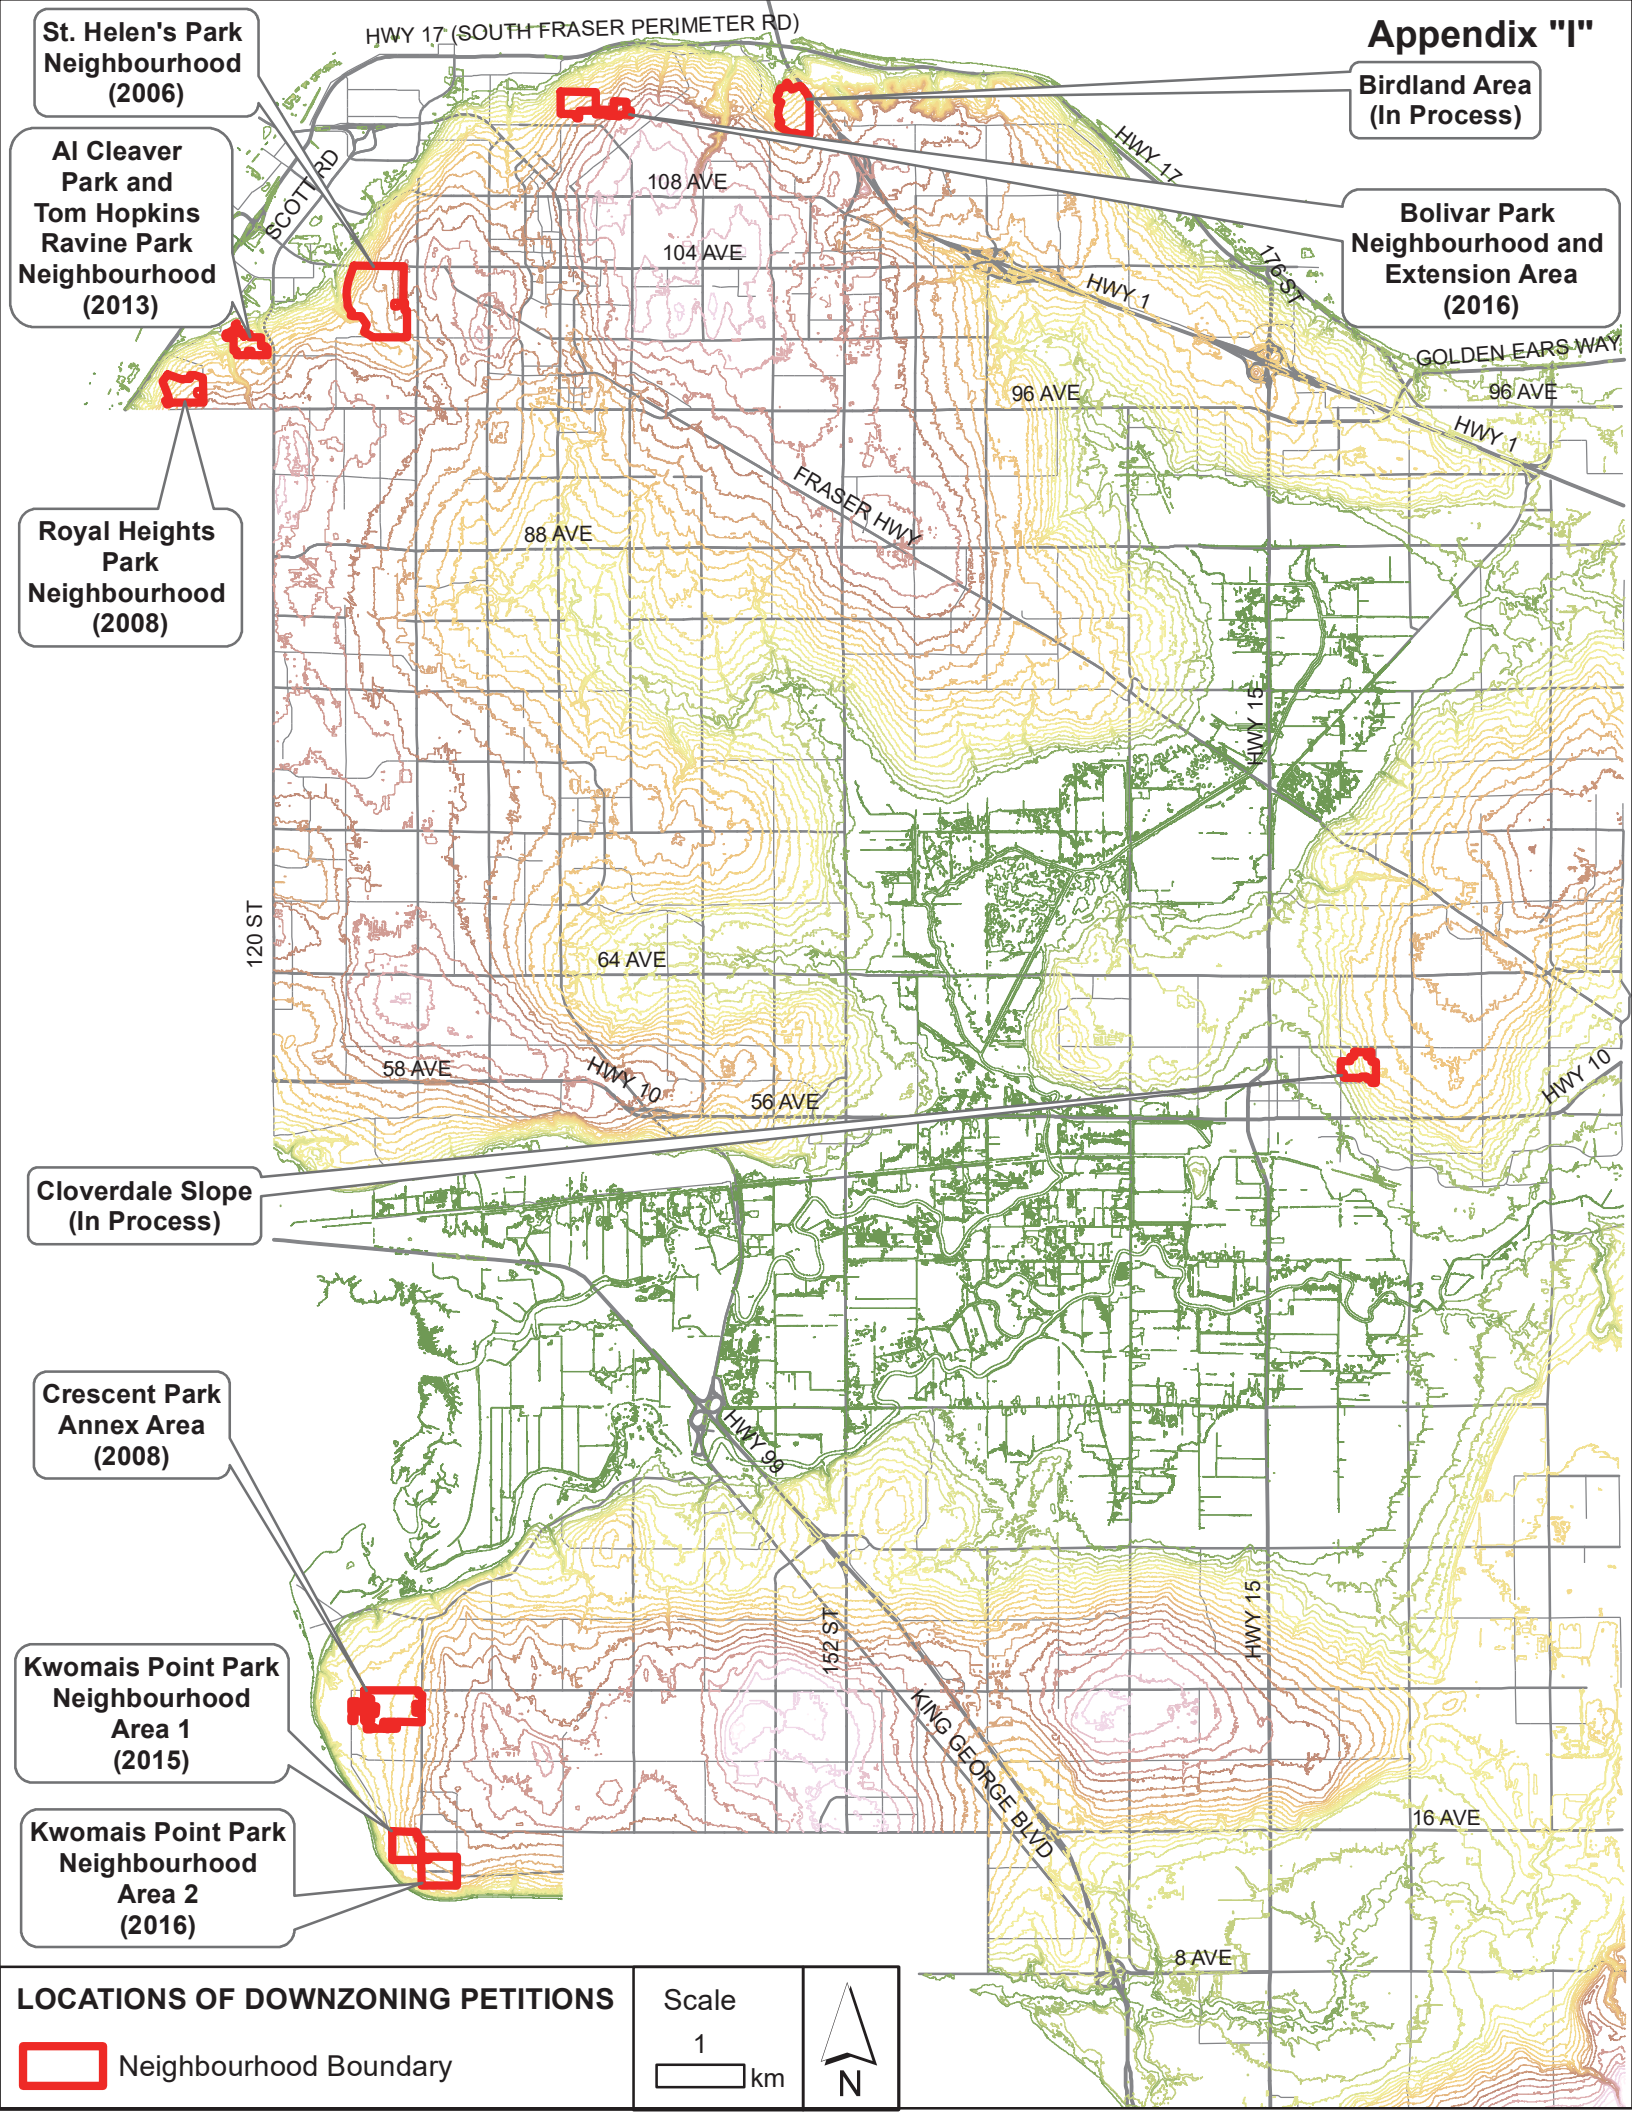 Appendix "I"
HWY 17 (SOUTH FRASER PERIMETER RD)
St. Helen's Park
Neighbourhood
(2006)
Birdland Area
(In Process)
Al Cleaver
Park and
Tom Hopkins
Ravine Park
Neighbourhood
(2013)
HWY 17
SCOTT RD
108 AVE
Bolivar Park
Neighbourhood and
Extension Area
(2016)
104 AVE
176 ST
HWY 1
GOLDEN EARS WAY
96 AVE
96 AVE
HWY 1
FRASER HWY
Royal Heights
Park
Neighbourhood
(2008)
88 AVE
HWY 15
120 ST
64 AVE
58 AVE
HWY 10
56 AVE
HWY 10
Cloverdale Slope
(In Process)
Crescent Park
Annex Area
(2008)
HWY 99
152 ST
HWY 15
Kwomais Point Park
Neighbourhood
Area 1
(2015)
KING GEORGE BLVD
16 AVE
Kwomais Point Park
Neighbourhood
Area 2
(2016)
8 AVE
LOCATIONS OF DOWNZONING PETITIONS
Neighbourhood Boundary
Scale
1
km
N